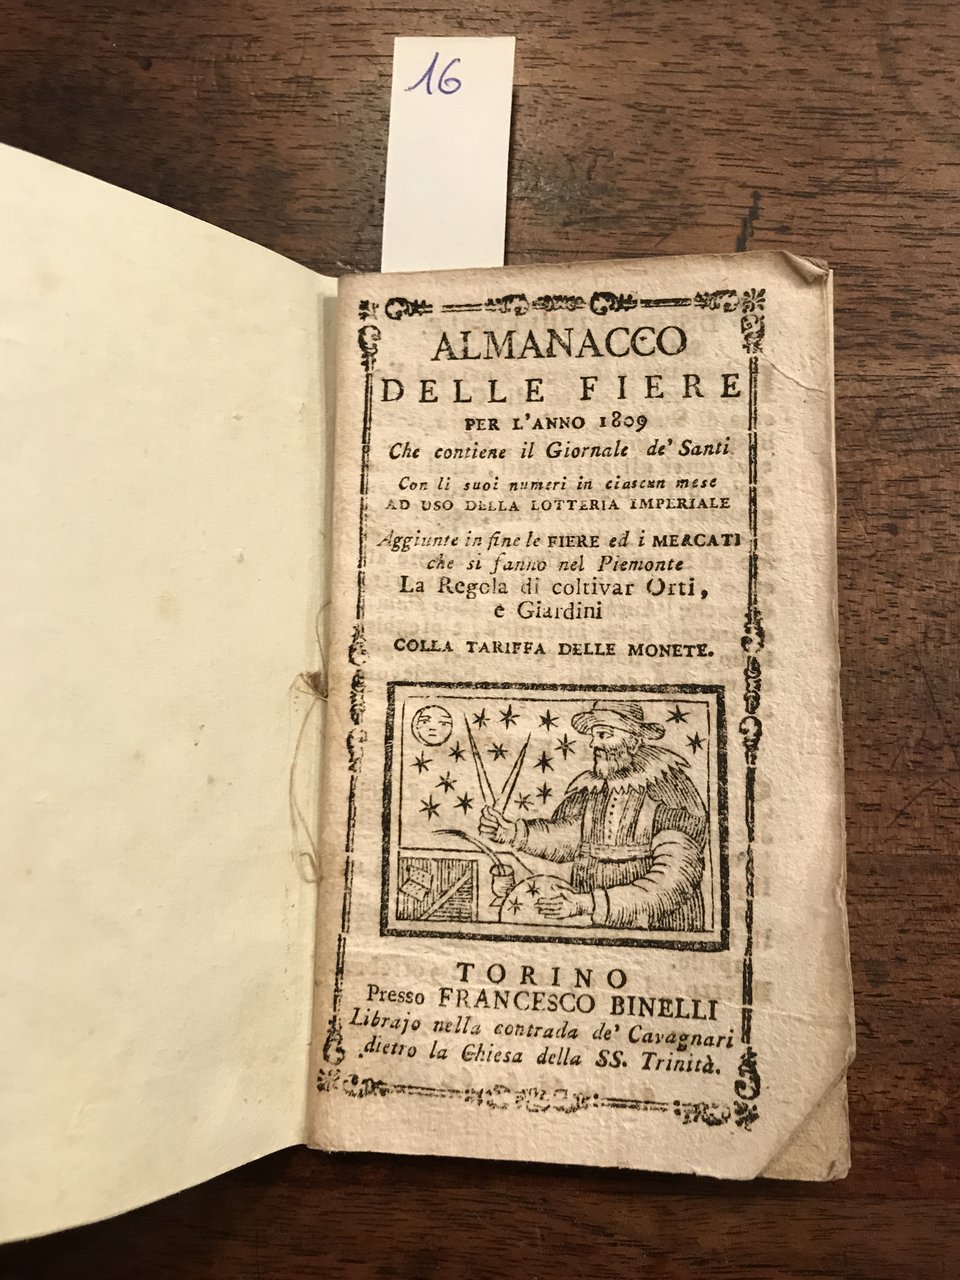 16
ALMANACCO
DELLE FIERE
PER L'ANNO 1809
Che contiene il Giornale de' Santi
Con li suoi numeri in ciascun mese
AD USO DELLA LOTTERIA IMPERIALE
Aggiunte in fine le FIERE ed i MERCATI
che si fanno nel Piemonte
La Regola di coltivar Orti,
e Giardini
COLLA TARIFFA DELLE MONETE.
TORINO
Presso FRANCESCO BINELLI
Librajo nella contrada de' Cavagnari
dietro la Chiesa della SS. Trinità.